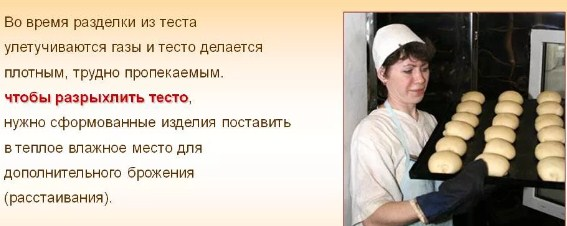 Во время разделки из теста
улетучиваются газы и тесто делается
плотным, трудно пропекаемым.
чтобы разрыхлить тесто,
нужно сформованные изделия поставить
в теплое влажное место для
дополнительного брожения
(расстаивания).